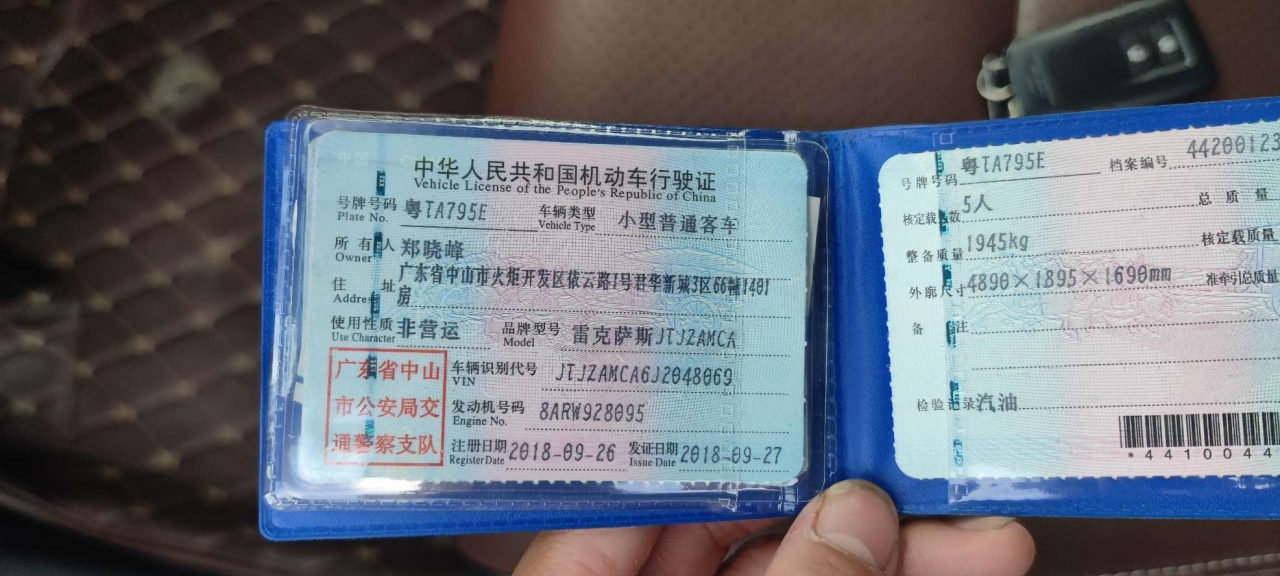 中华人民共和国机动车行驶证
Vehicle License of the People's Republic of China
号牌号码 粤TA795E 车辆类型 小型普通客车
Plate No. Vehicle Type
所有人 郑晓峰
Owner
住址 广东省中山市火炬开发区依云路1号君华新城3区66幢1401房
Address
使用性质 非营运 品牌型号 雷克萨斯JTJZAMCA
Use Character Model
广东省中山
市公安局交
通警察支队
车辆识别代号 JTJZAMCA6J2048069
VIN
发动机号码 8ARW928095
Engine No.
注册日期 2018-09-26 发证日期 2018-09-27
Register Date Issue Date
号牌号码 粤TA795E 档案编号 44200123
核定载人数 5人 总质量
整备质量 1945kg 核定载质量
外廓尺寸 4890×1895×1690mm 准牵引总质量
备注
检验记录 汽油
*4410044